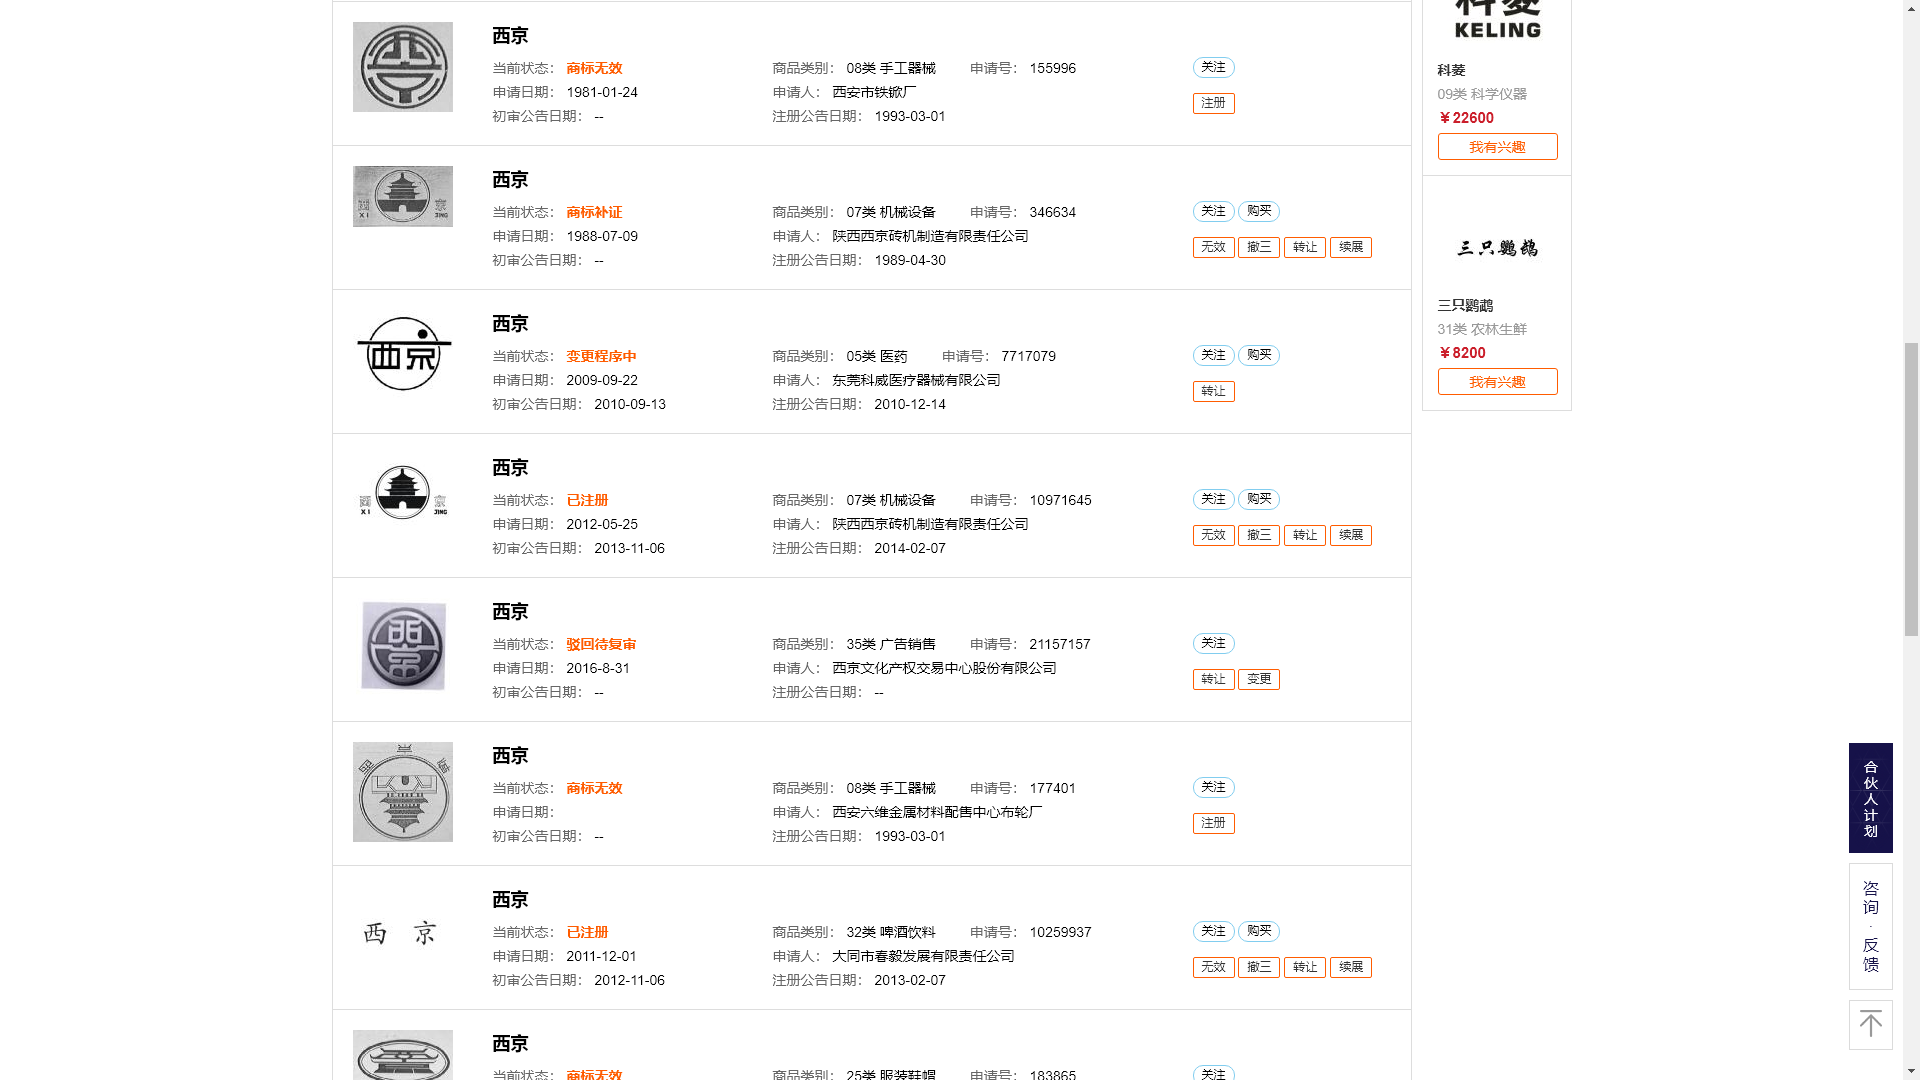 西京
当前状态： 商标无效 商品类别： 08类 手工器械 申请号： 155996 关注
申请日期： 1981-01-24 申请人： 西安市铁锨厂 注册
初审公告日期： -- 注册公告日期： 1993-03-01
西京
西 京
XI JING
当前状态： 商标补证 商品类别： 07类 机械设备 申请号： 346634 关注 购买
申请日期： 1988-07-09 申请人： 陕西西京砖机制造有限责任公司 无效 撤三 转让 续展
初审公告日期： -- 注册公告日期： 1989-04-30
西京
西京
当前状态： 变更程序中 商品类别： 05类 医药 申请号： 7717079 关注 购买
申请日期： 2009-09-22 申请人： 东莞科威医疗器械有限公司 转让
初审公告日期： 2010-09-13 注册公告日期： 2010-12-14
西京
西 京
XI JING
当前状态： 已注册 商品类别： 07类 机械设备 申请号： 10971645 关注 购买
申请日期： 2012-05-25 申请人： 陕西西京砖机制造有限责任公司 无效 撤三 转让 续展
初审公告日期： 2013-11-06 注册公告日期： 2014-02-07
西京
西京
当前状态： 驳回待复审 商品类别： 35类 广告销售 申请号： 21157157 关注
申请日期： 2016-8-31 申请人： 西京文化产权交易中心股份有限公司 转让 变更
初审公告日期： -- 注册公告日期： --
西京
当前状态： 商标无效 商品类别： 08类 手工器械 申请号： 177401 关注
申请日期： 申请人： 西安六维金属材料配售中心布轮厂 注册
初审公告日期： -- 注册公告日期： 1993-03-01
西京
西 京
当前状态： 已注册 商品类别： 32类 啤酒饮料 申请号： 10259937 关注 购买
申请日期： 2011-12-01 申请人： 大同市春毅发展有限责任公司 无效 撤三 转让 续展
初审公告日期： 2012-11-06 注册公告日期： 2013-02-07
西京
当前状态： 商标无效 商品类别： 25类 服装鞋帽 申请号： 183865 关注
科菱
KELING
科菱
09类 科学仪器
￥22600
我有兴趣
三只鹦鹉
三只鹦鹉
31类 农林生鲜
￥8200
我有兴趣
合伙人计划
咨询·反馈